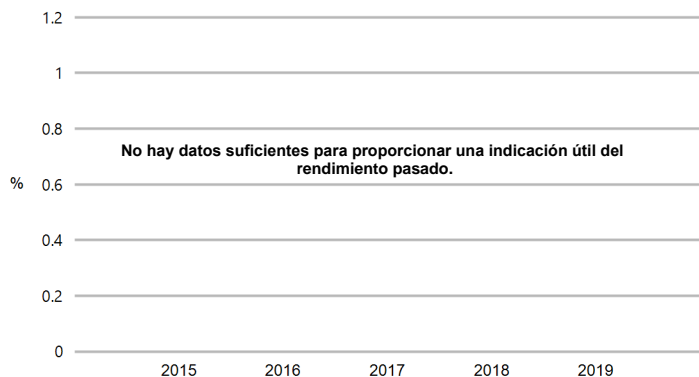 1.2
1
0.8
No hay datos suficientes para proporcionar una indicación útil del
rendimiento pasado.
%
0.6
0.4
0.2
0
2015 2016 2017 2018 2019